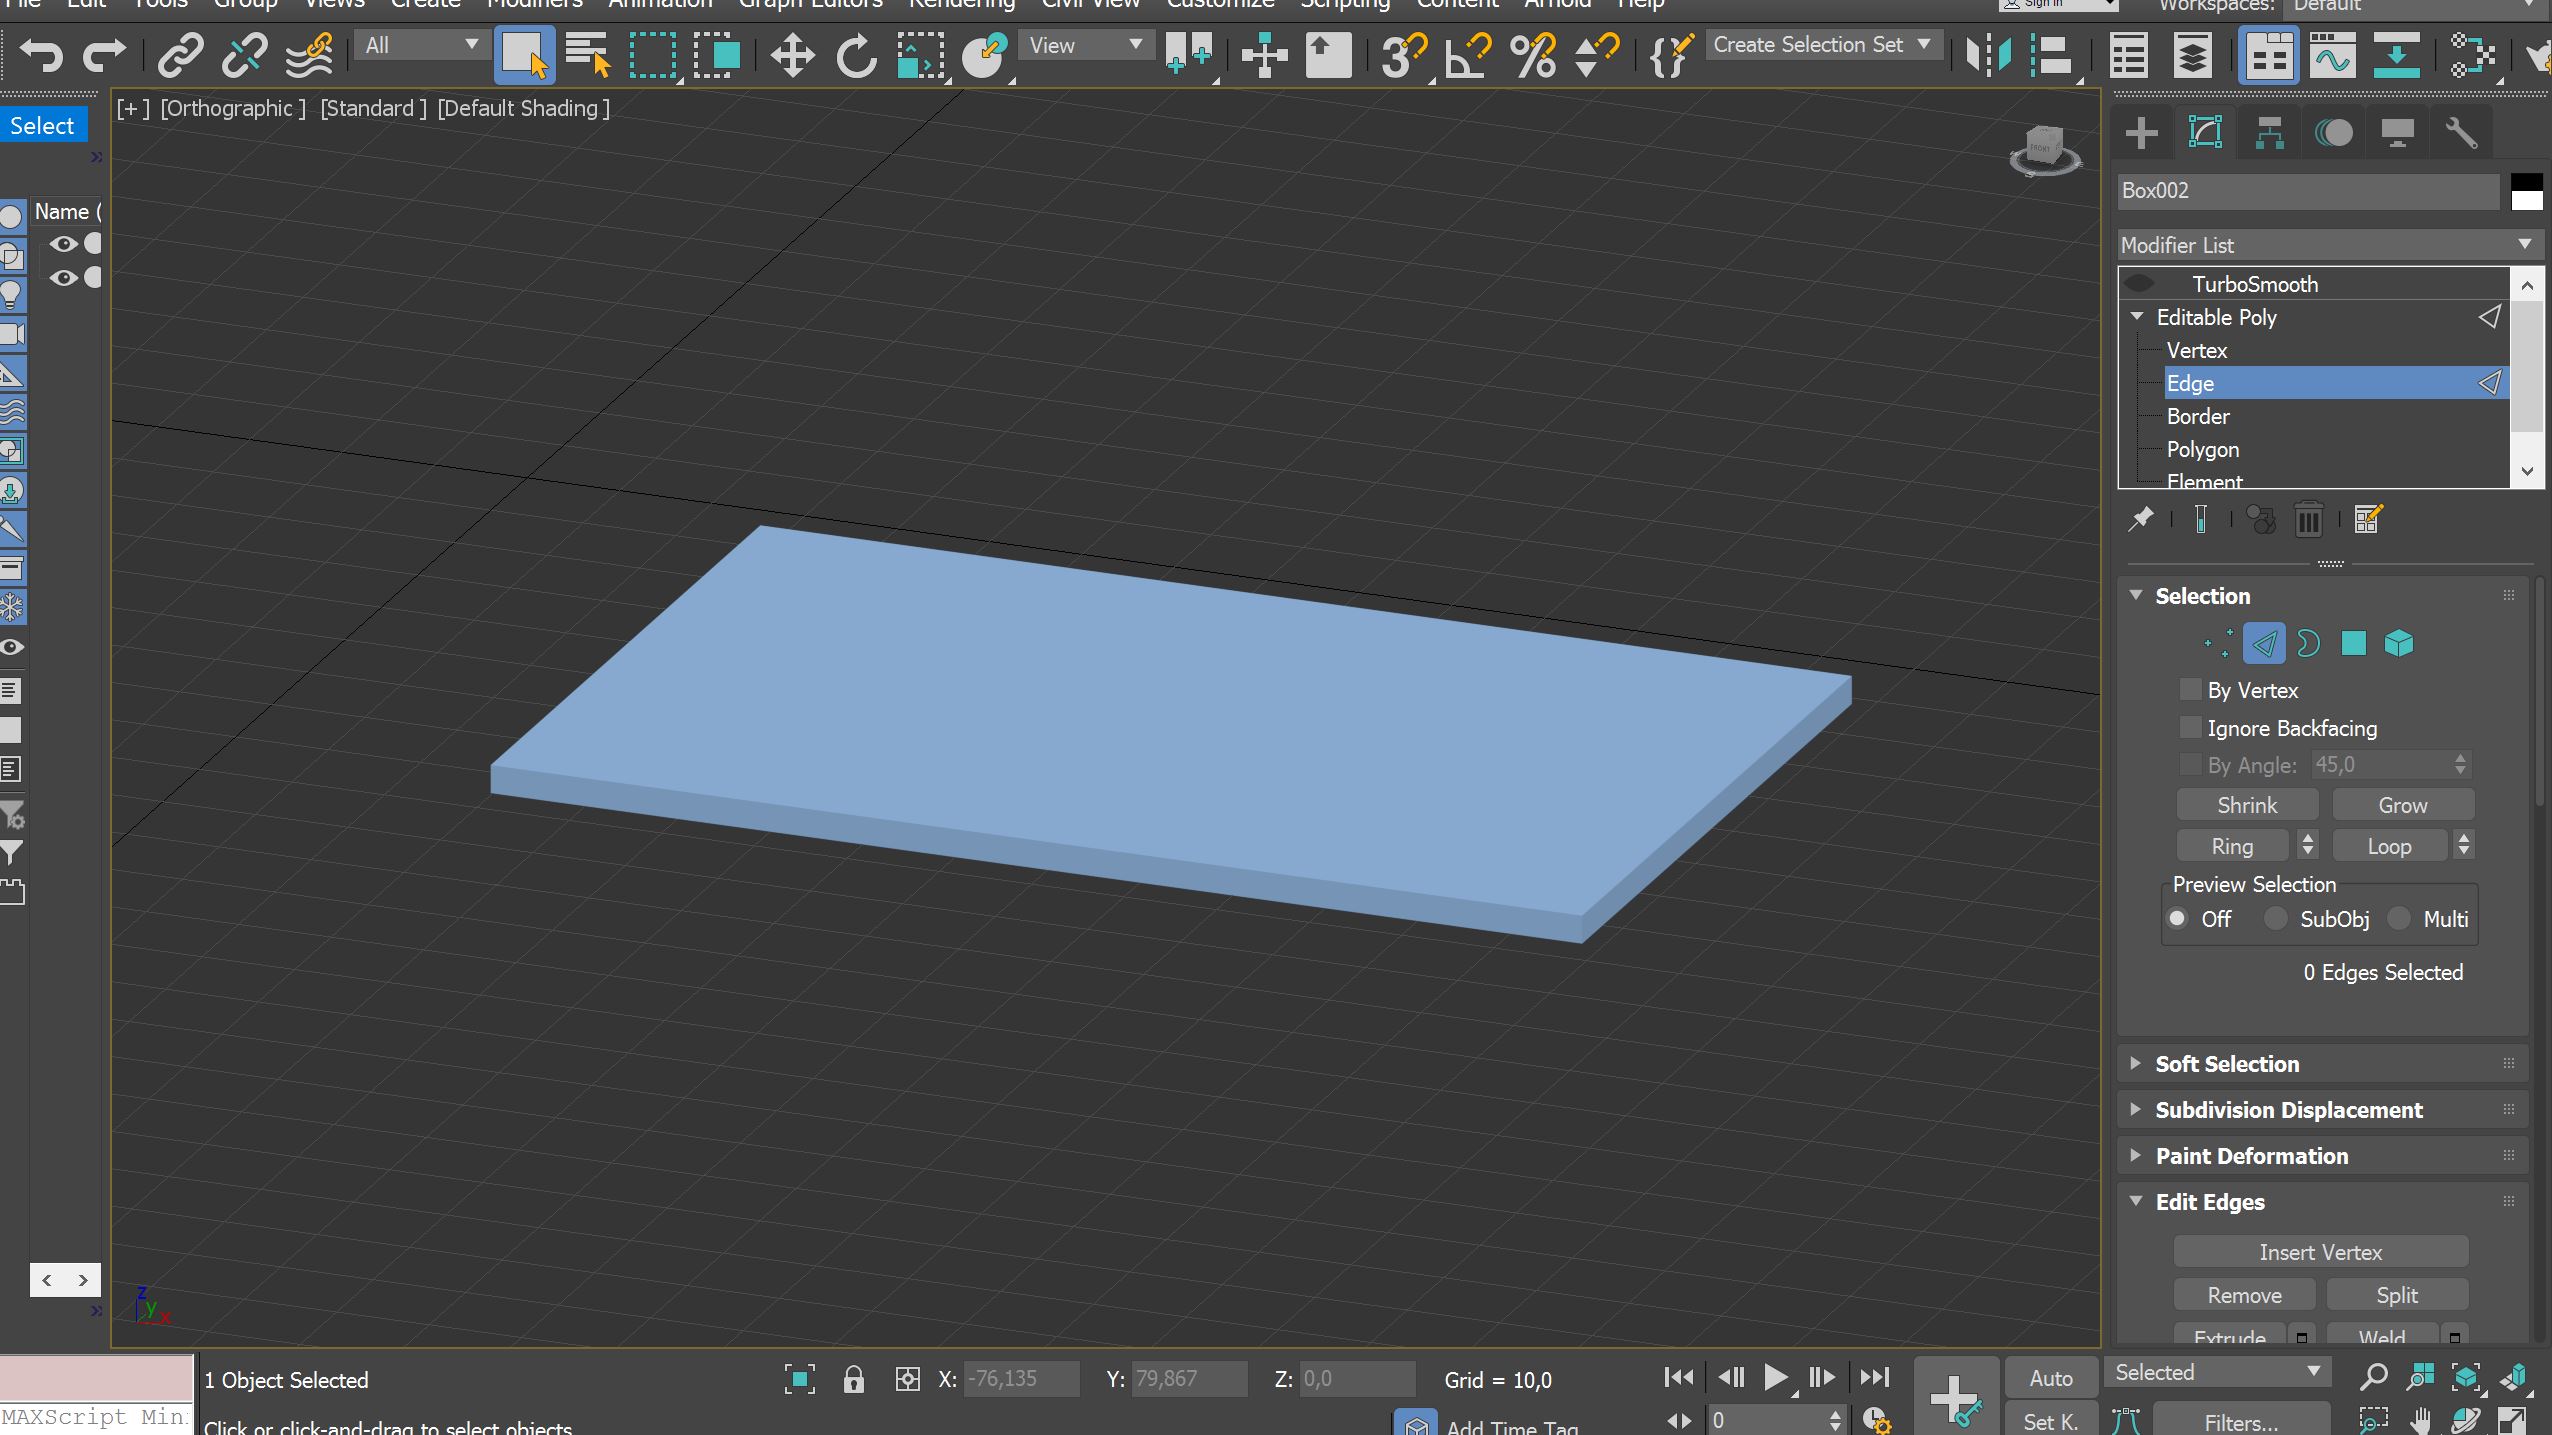 File Edit Tools Group Views Create Modifiers Animation Graph Editors Rendering Civil View Customize Scripting Content Arnold Help Sign In Workspaces: Default
All View Create Selection Set
[+] [Orthographic] [Standard] [Default Shading]
Select
Name (
FRONT
Box002
Modifier List
TurboSmooth
Editable Poly
Vertex
Edge
Border
Polygon
Element
Selection
By Vertex
Ignore Backfacing
By Angle: 45,0
Shrink Grow
Ring Loop
Preview Selection
Off SubObj Multi
0 Edges Selected
Soft Selection
Subdivision Displacement
Paint Deformation
Edit Edges
Insert Vertex
Remove Split
Extrude Weld
z
y
x
1 Object Selected X: -76,135 Y: 79,867 Z: 0,0 Grid = 10,0 Auto Selected
MAXScript Min
Click or click-and-drag to select objects Add Time Tag 0 Set K. Filters...